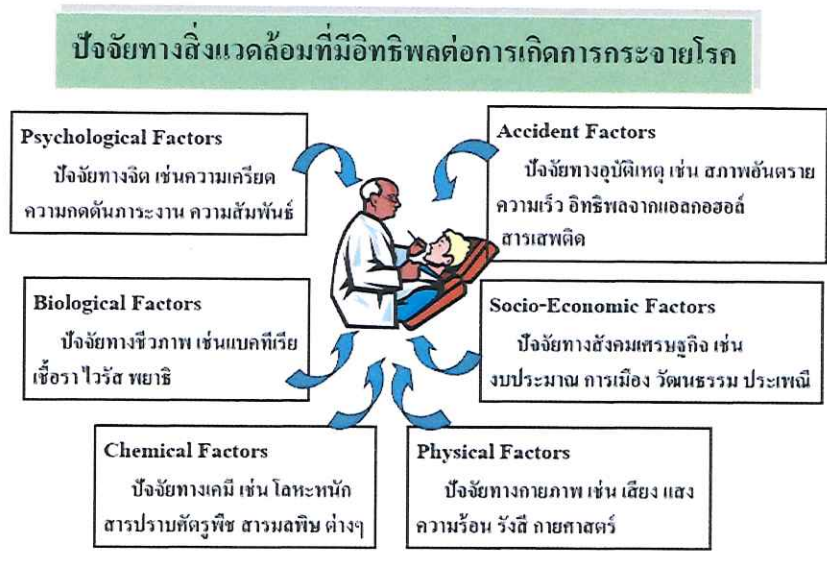 ปัจจัยทางสิ่งแวดล้อมที่มีอิทธิพลต่อการเกิดการกระจายโรค
Psychological Factors
ปัจจัยทางจิต เช่นความเครียด
ความกดดันภาระงาน ความสัมพันธ์
Accident Factors
ปัจจัยทางอุบัติเหตุ เช่น สภาพอันตราย
ความเร็ว อิทธิพลจากแอลกอฮอล์
สารเสพติด
Biological Factors
ปัจจัยทางชีวภาพ เช่นแบคทีเรีย
เชื้อรา ไวรัส พยาธิ
Socio-Economic Factors
ปัจจัยทางสังคมเศรษฐกิจ เช่น
งบประมาณ การเมือง วัฒนธรรม ประเพณี
Chemical Factors
ปัจจัยทางเคมี เช่น โลหะหนัก
สารปราบศัตรูพืช สารมลพิษ ต่างๆ
Physical Factors
ปัจจัยทางกายภาพ เช่น เสียง แสง
ความร้อน รังสี กายศาสตร์